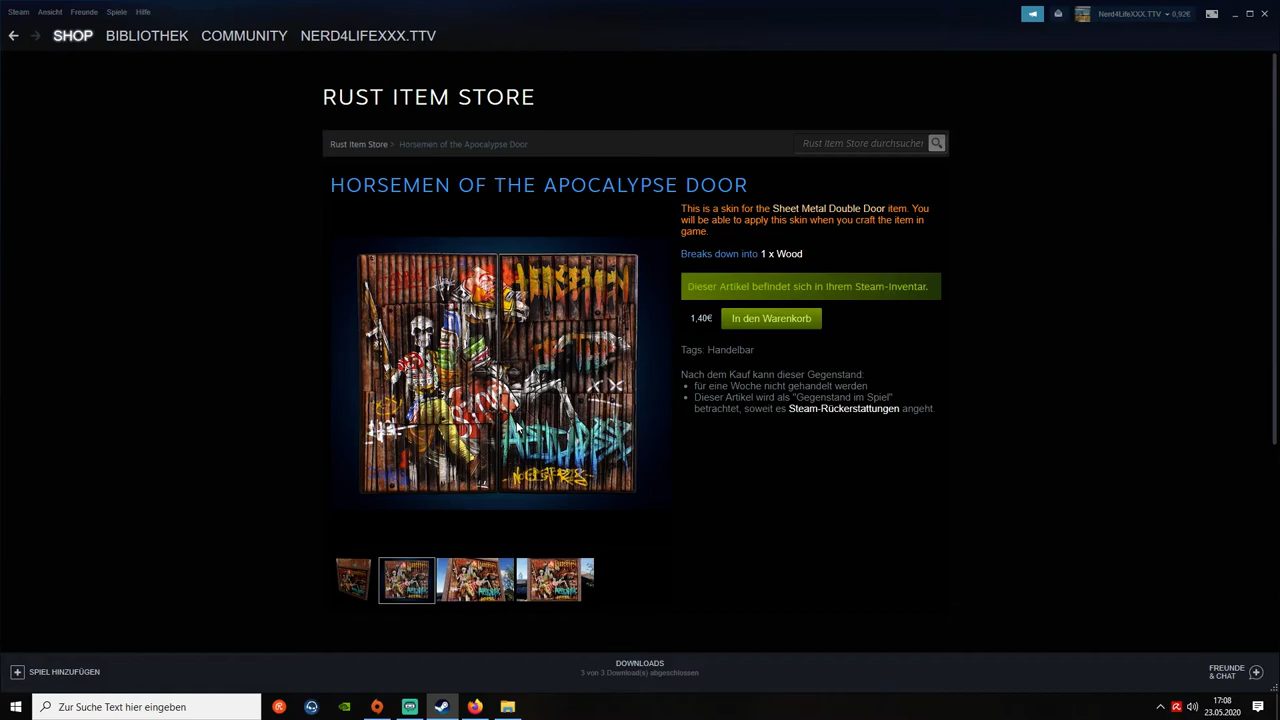 Steam Ansicht Freunde Spiele Hilfe
Nerd4LifeXXX.TTV 0,92€
SHOP BIBLIOTHEK COMMUNITY NERD4LIFEXXX.TTV
RUST ITEM STORE
Rust Item Store > Horsemen of the Apocalypse Door
Rust Item Store durchsuchen
HORSEMEN OF THE APOCALYPSE DOOR
This is a skin for the Sheet Metal Double Door item. You
will be able to apply this skin when you craft the item in
game.
Breaks down into 1 x Wood
Dieser Artikel befindet sich in Ihrem Steam-Inventar.
1,40€ In den Warenkorb
Tags: Handelbar
Nach dem Kauf kann dieser Gegenstand:
für eine Woche nicht gehandelt werden
Dieser Artikel wird als "Gegenstand im Spiel"
betrachtet, soweit es Steam-Rückerstattungen angeht.
SPIEL HINZUFÜGEN
DOWNLOADS
3 von 3 Download(s) abgeschlossen
FREUNDE
& CHAT
Zur Suche Text hier eingeben
17:08
23.05.2020